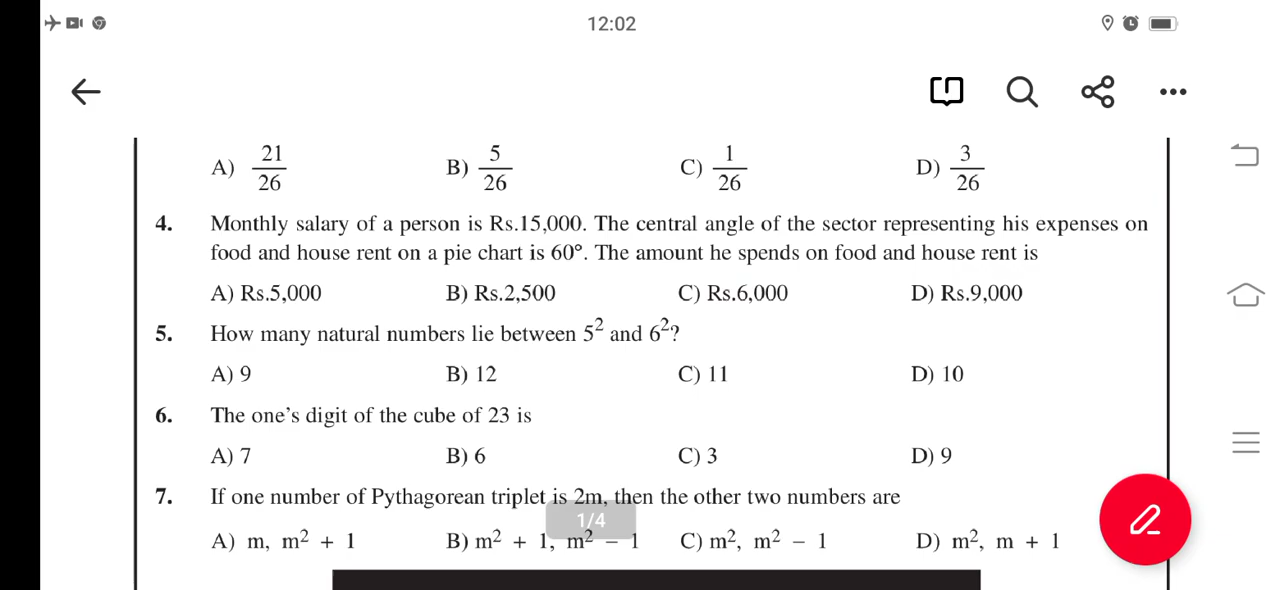 12:02
A) 21/26 B) 5/26 C) 1/26 D) 3/26
4. Monthly salary of a person is Rs.15,000. The central angle of the sector representing his expenses on
food and house rent on a pie chart is 60°. The amount he spends on food and house rent is
A) Rs.5,000 B) Rs.2,500 C) Rs.6,000 D) Rs.9,000
5. How many natural numbers lie between 5² and 6²?
A) 9 B) 12 C) 11 D) 10
6. The one's digit of the cube of 23 is
A) 7 B) 6 C) 3 D) 9
7. If one number of Pythagorean triplet is 2m, then the other two numbers are
1/4
A) m, m² + 1 B) m² + 1, m² − 1 C) m², m² − 1 D) m², m + 1